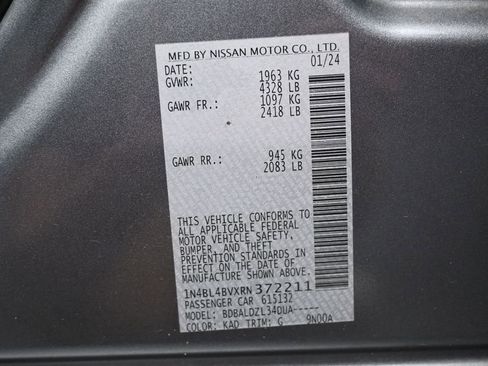 MFD BY NISSAN MOTOR CO., LTD.
DATE: 01/24
GVWR: 1963 KG
4328 LB
GAWR FR.: 1097 KG
2418 LB
GAWR RR.: 945 KG
2083 LB
THIS VEHICLE CONFORMS TO
ALL APPLICABLE FEDERAL
MOTOR VEHICLE SAFETY,
BUMPER, AND THEFT
PREVENTION STANDARDS IN
EFFECT ON THE DATE OF
MANUFACTURE SHOWN ABOVE.
1N4BL4BVXRN372211
PASSENGER CAR 615132
MODEL: BDBALDZL34DUA-----
COLOR: KAD TRIM: G 9N00A